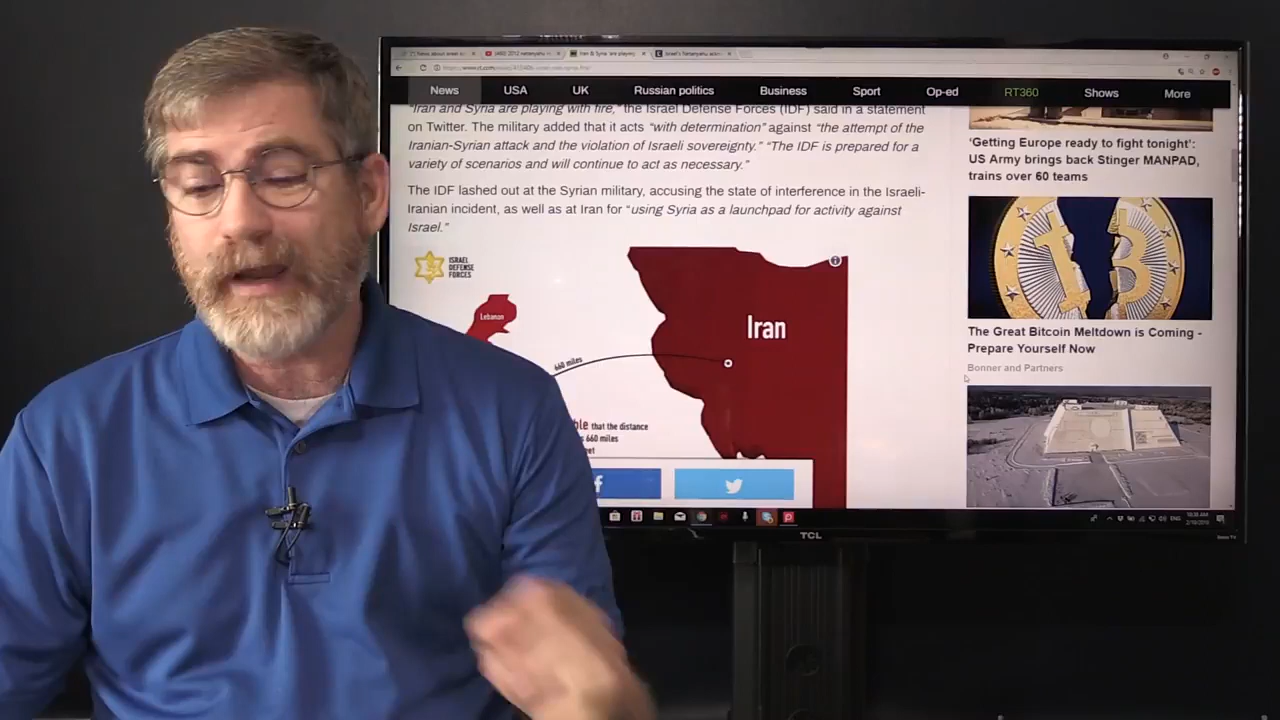 News USA UK Russian politics Business Sport Op-ed RT360 Shows More
"Iran and Syria are playing with fire," the Israel Defense Forces (IDF) said in a statement
on Twitter. The military added that it acts "with determination" against "the attempt of the
Iranian-Syrian attack and the violation of Israeli sovereignty." "The IDF is prepared for a
variety of scenarios and will continue to act as necessary."
The IDF lashed out at the Syrian military, accusing the state of interference in the Israeli-
Iranian incident, as well as at Iran for "using Syria as a launchpad for activity against
Israel."
ISRAEL
DEFENSE
FORCES
Lebanon
Iran
660 miles
that the distance
660 miles
'Getting Europe ready to fight tonight':
US Army brings back Stinger MANPAD,
trains over 60 teams
The Great Bitcoin Meltdown is Coming -
Prepare Yourself Now
Bonner and Partners
TCL